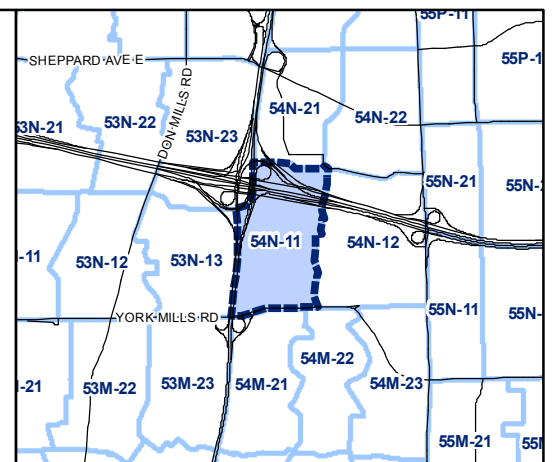 55P-11
SHEPPARD AVE E
55P-1
DON MILLS RD
54N-21
54N-22
53N-21
53N-22
53N-23
55N-21
55N-2
-11
53N-12
53N-13
54N-11
54N-12
55N-11
55N-
YORK MILLS RD
54M-22
-21
53M-22
53M-23
54M-21
54M-23
55M-21
55M